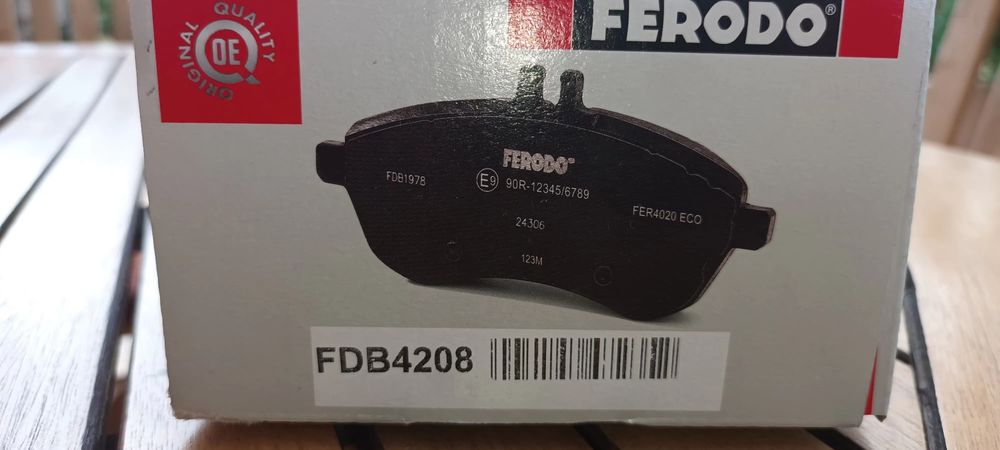 ORIGINAL QUALITY
OE
FERODO®
FERODO
FDB1978
E9 90R-12345/6789
FER4020 ECO
24306
123M
FDB4208